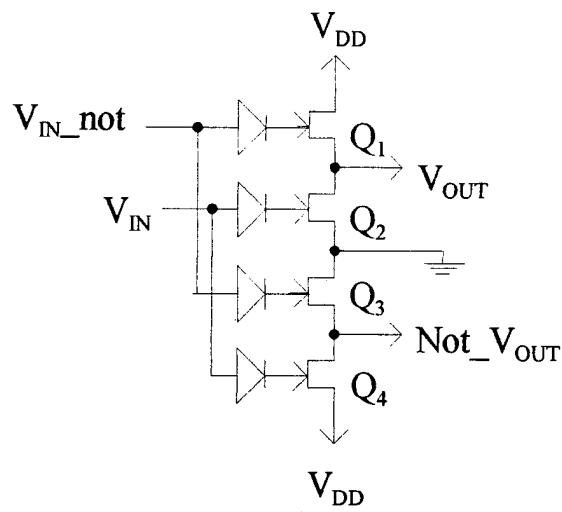 V_DD
V_IN_not
Q_1
V_OUT
V_IN
Q_2
Q_3
Not_V_OUT
Q_4
V_DD